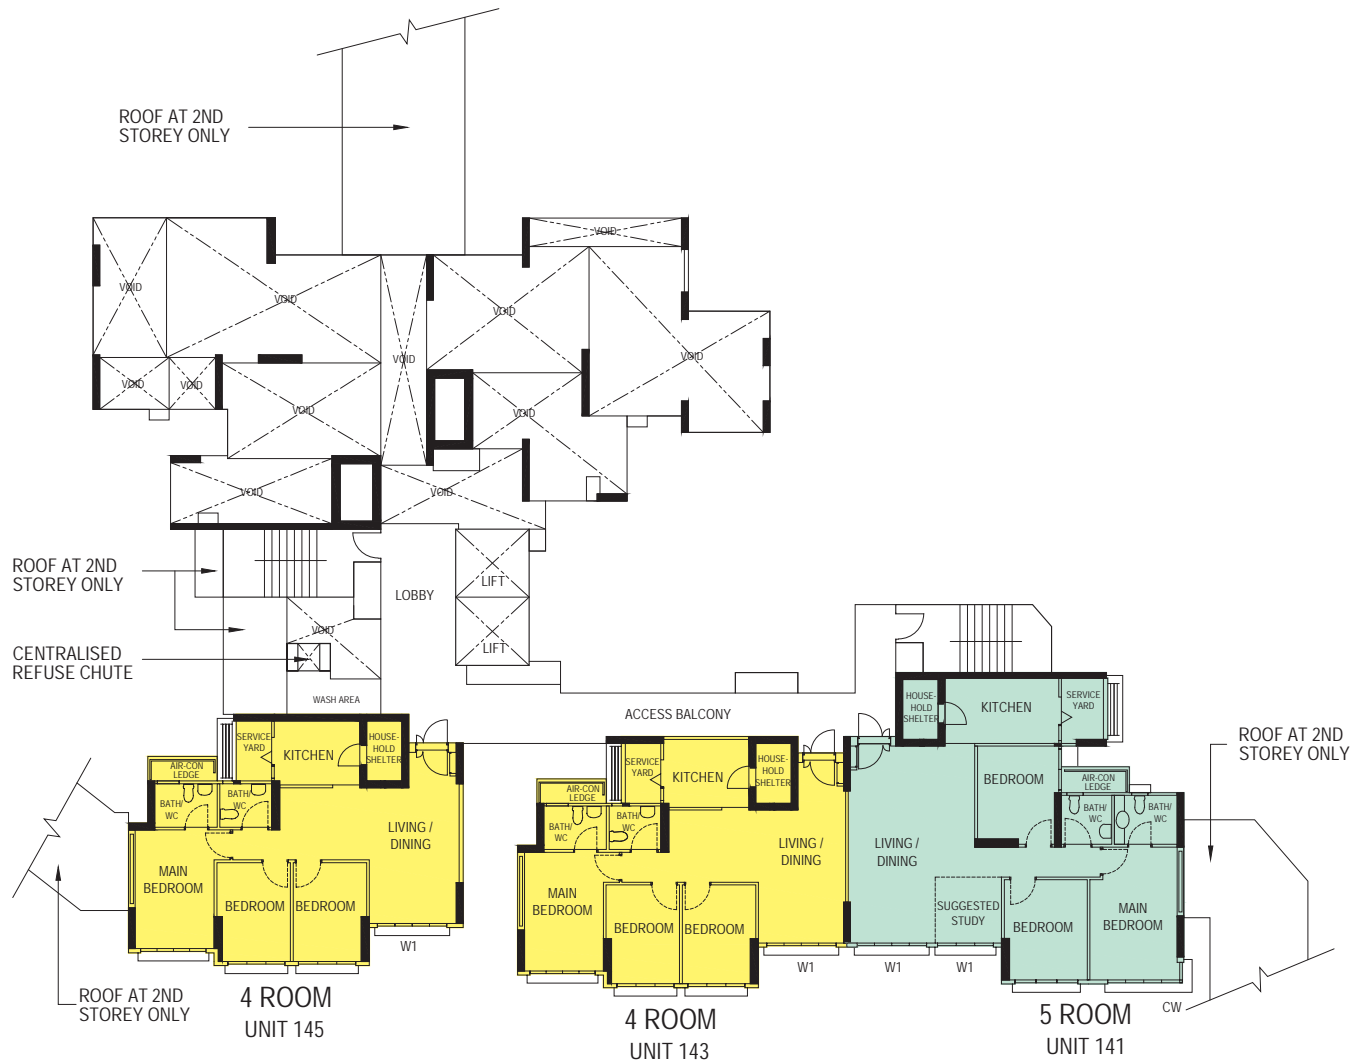 ROOF AT 2ND
STOREY ONLY
VOID
VOID
VOID
VOID
VOID
VOID
VOID
VOID
VOID
VOID
VOID
VOID
VOID
ROOF AT 2ND
STOREY ONLY
LOBBY
LIFT
LIFT
VOID
CENTRALISED
REFUSE CHUTE
WASH AREA
ACCESS BALCONY
SERVICE
YARD
KITCHEN
HOUSE-
HOLD
SHELTER
AIR-CON
LEDGE
BATH/
WC
BATH/
WC
LIVING /
DINING
MAIN
BEDROOM
BEDROOM
BEDROOM
W1
SERVICE
YARD
KITCHEN
HOUSE-
HOLD
SHELTER
AIR-CON
LEDGE
BATH/
WC
BATH/
WC
LIVING /
DINING
MAIN
BEDROOM
BEDROOM
BEDROOM
W1
HOUSE-
HOLD
SHELTER
KITCHEN
SERVICE
YARD
BEDROOM
AIR-CON
LEDGE
BATH/
WC
BATH/
WC
LIVING /
DINING
SUGGESTED
STUDY
BEDROOM
MAIN
BEDROOM
W1
W1
CW
ROOF AT 2ND
STOREY ONLY
ROOF AT 2ND
STOREY ONLY
4 ROOM
UNIT 145
4 ROOM
UNIT 143
5 ROOM
UNIT 141